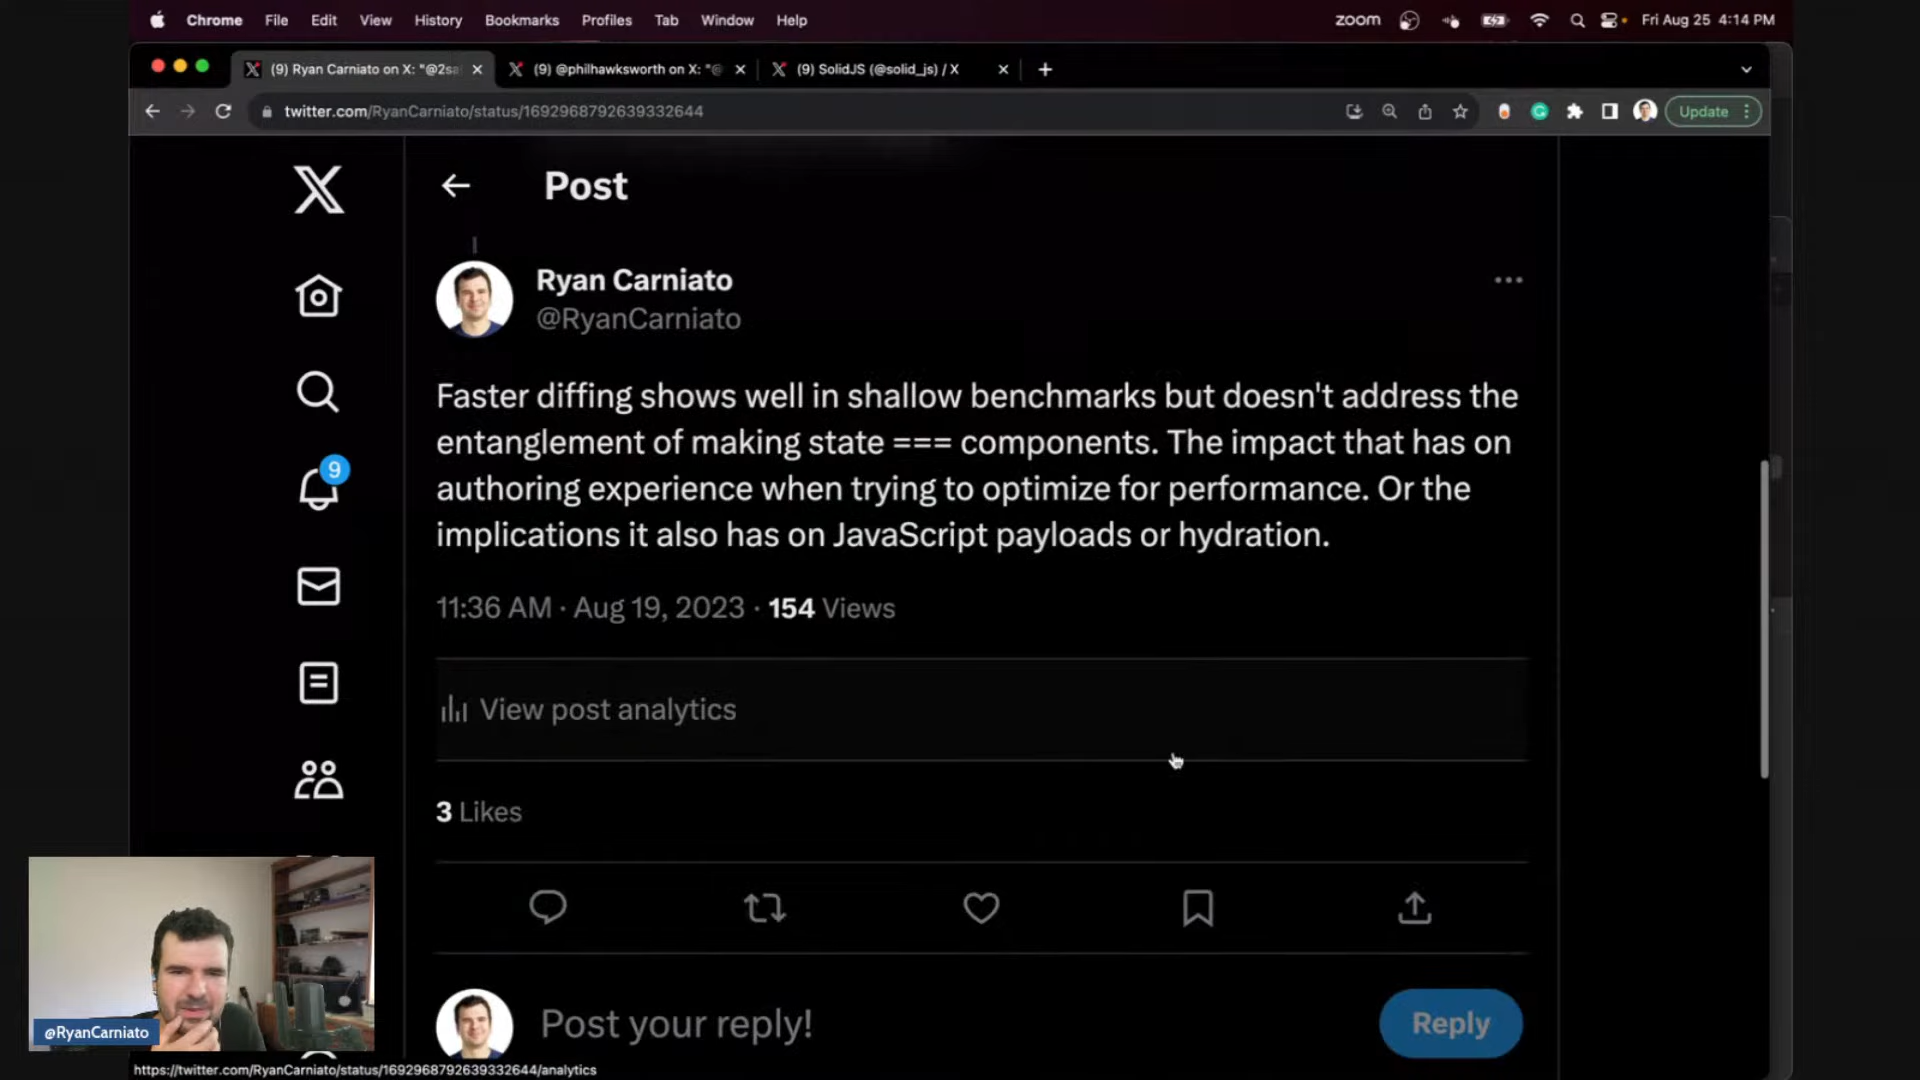 Chrome File Edit View History Bookmarks Profiles Tab Window Help
zoom Fri Aug 25 4:14 PM
(9) Ryan Carniato on X: "@2sa
(9) @philhawksworth on X: "@
(9) SolidJS (@solid_js) / X
twitter.com/RyanCarniato/status/1692968792639332644
Update
Post
Ryan Carniato
@RyanCarniato
Faster diffing shows well in shallow benchmarks but doesn't address the
entanglement of making state === components. The impact that has on
authoring experience when trying to optimize for performance. Or the
implications it also has on JavaScript payloads or hydration.
11:36 AM · Aug 19, 2023 · 154 Views
9
View post analytics
3 Likes
Post your reply!
Reply
@RyanCarniato
https://twitter.com/RyanCarniato/status/1692968792639332644/analytics